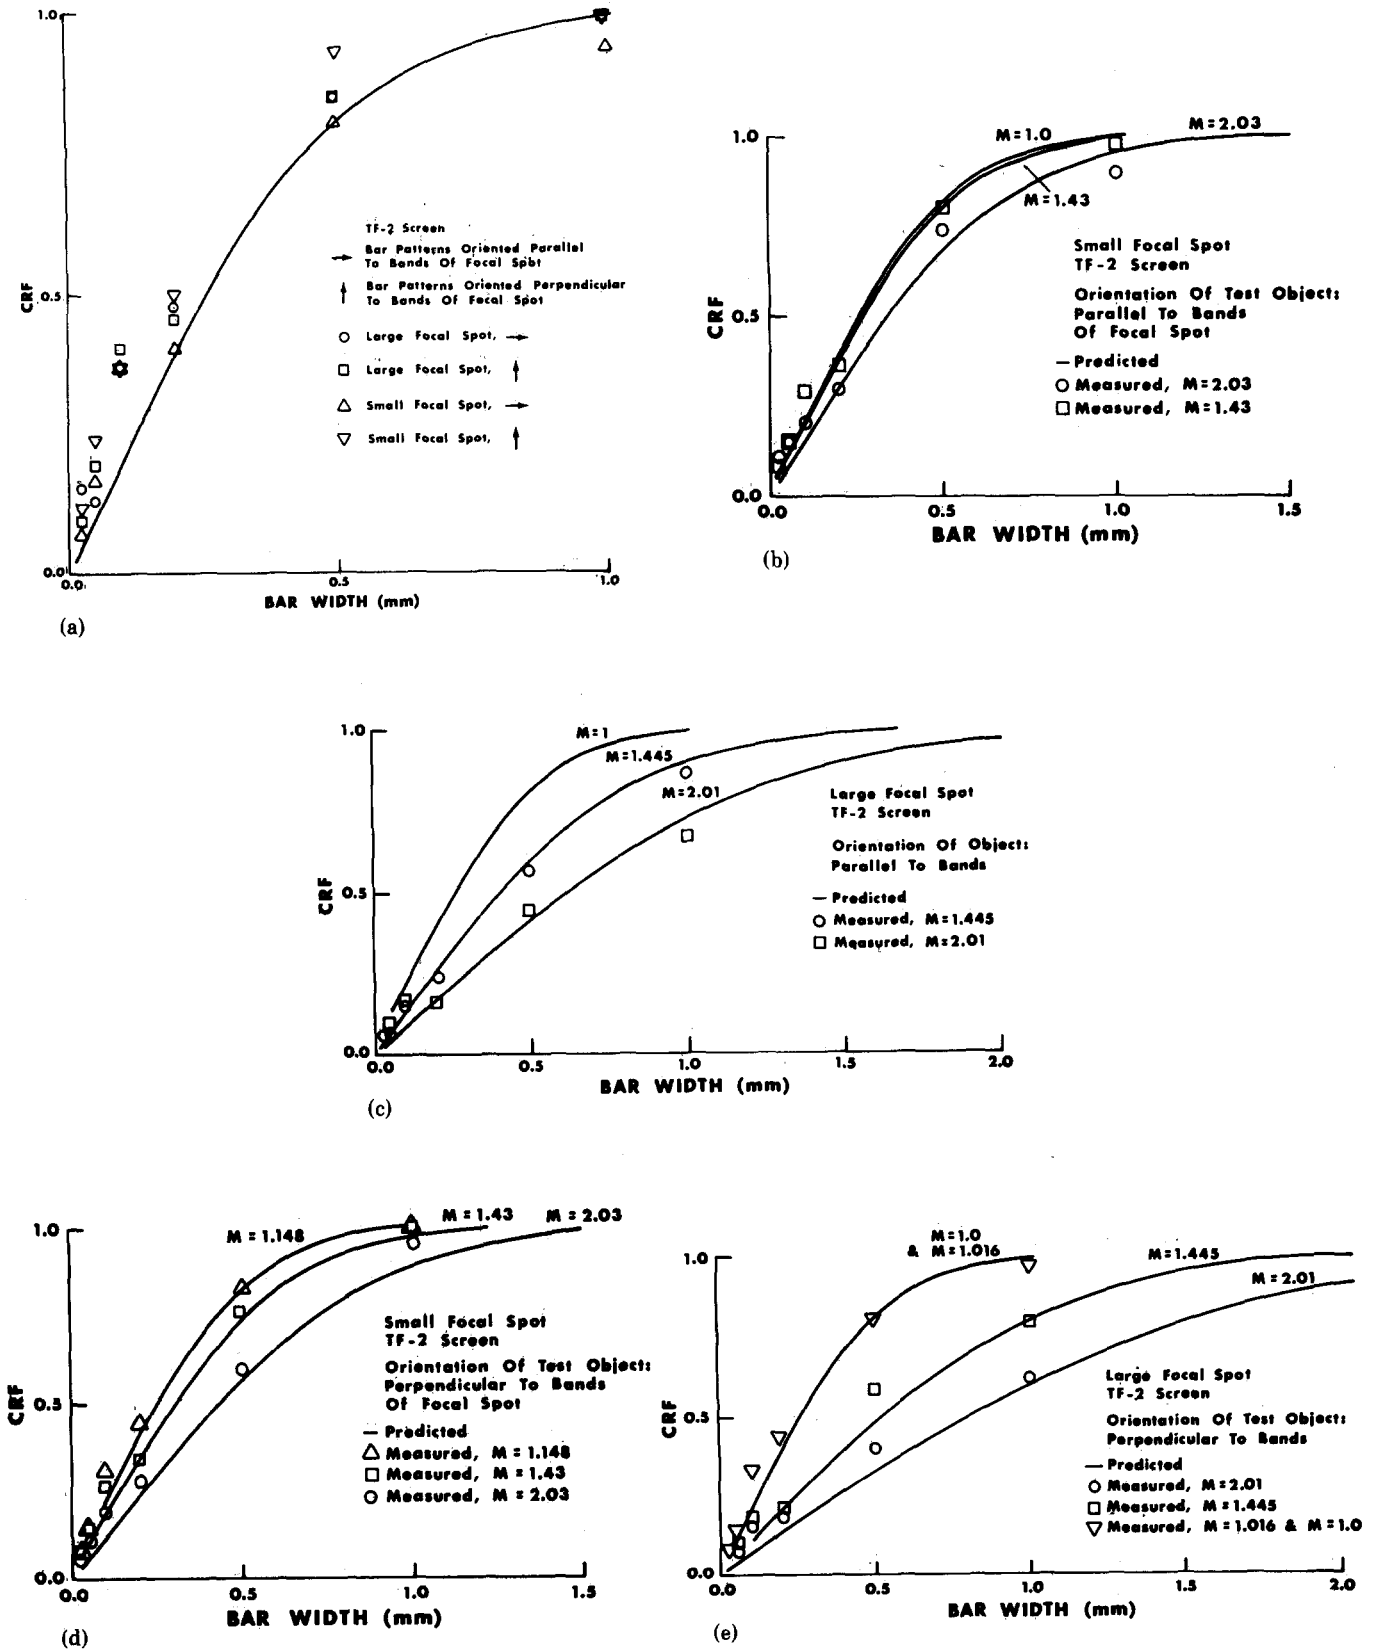 1.0
0.5
0.0
CRF
0.0
0.5
1.0
BAR WIDTH (mm)
TF-2 Screen
→ Bar Patterns Oriented Parallel
To Bands Of Focal Spot
↑ Bar Patterns Oriented Perpendicular
To Bands Of Focal Spot
○ Large Focal Spot, →
□ Large Focal Spot, ↑
△ Small Focal Spot, →
▽ Small Focal Spot, ↑
(a)
1.0
0.5
0.0
CRF
M=1.0
M=2.03
M=1.43
Small Focal Spot
TF-2 Screen
Orientation Of Test Object:
Parallel To Bands
Of Focal Spot
— Predicted
○ Measured, M=2.03
□ Measured, M=1.43
0.0
0.5
1.0
1.5
BAR WIDTH (mm)
(b)
1.0
0.5
0.0
CRF
M=1
M=1.445
M=2.01
Large Focal Spot
TF-2 Screen
Orientation Of Object:
Parallel To Bands
— Predicted
○ Measured, M=1.445
□ Measured, M=2.01
0.0
0.5
1.0
1.5
2.0
BAR WIDTH (mm)
(c)
1.0
0.5
0.0
CRF
M=1.148
M=1.43
M=2.03
Small Focal Spot
TF-2 Screen
Orientation Of Test Object:
Perpendicular To Bands
Of Focal Spot
— Predicted
△ Measured, M=1.148
□ Measured, M=1.43
○ Measured, M=2.03
0.0
0.5
1.0
1.5
BAR WIDTH (mm)
(d)
1.0
0.5
0.0
CRF
M=1.0
& M=1.016
M=1.445
M=2.01
Large Focal Spot
TF-2 Screen
Orientation Of Test Object:
Perpendicular To Bands
— Predicted
○ Measured, M=2.01
□ Measured, M=1.445
▽ Measured, M=1.016 & M=1.0
0.0
0.5
1.0
1.5
2.0
BAR WIDTH (mm)
(e)